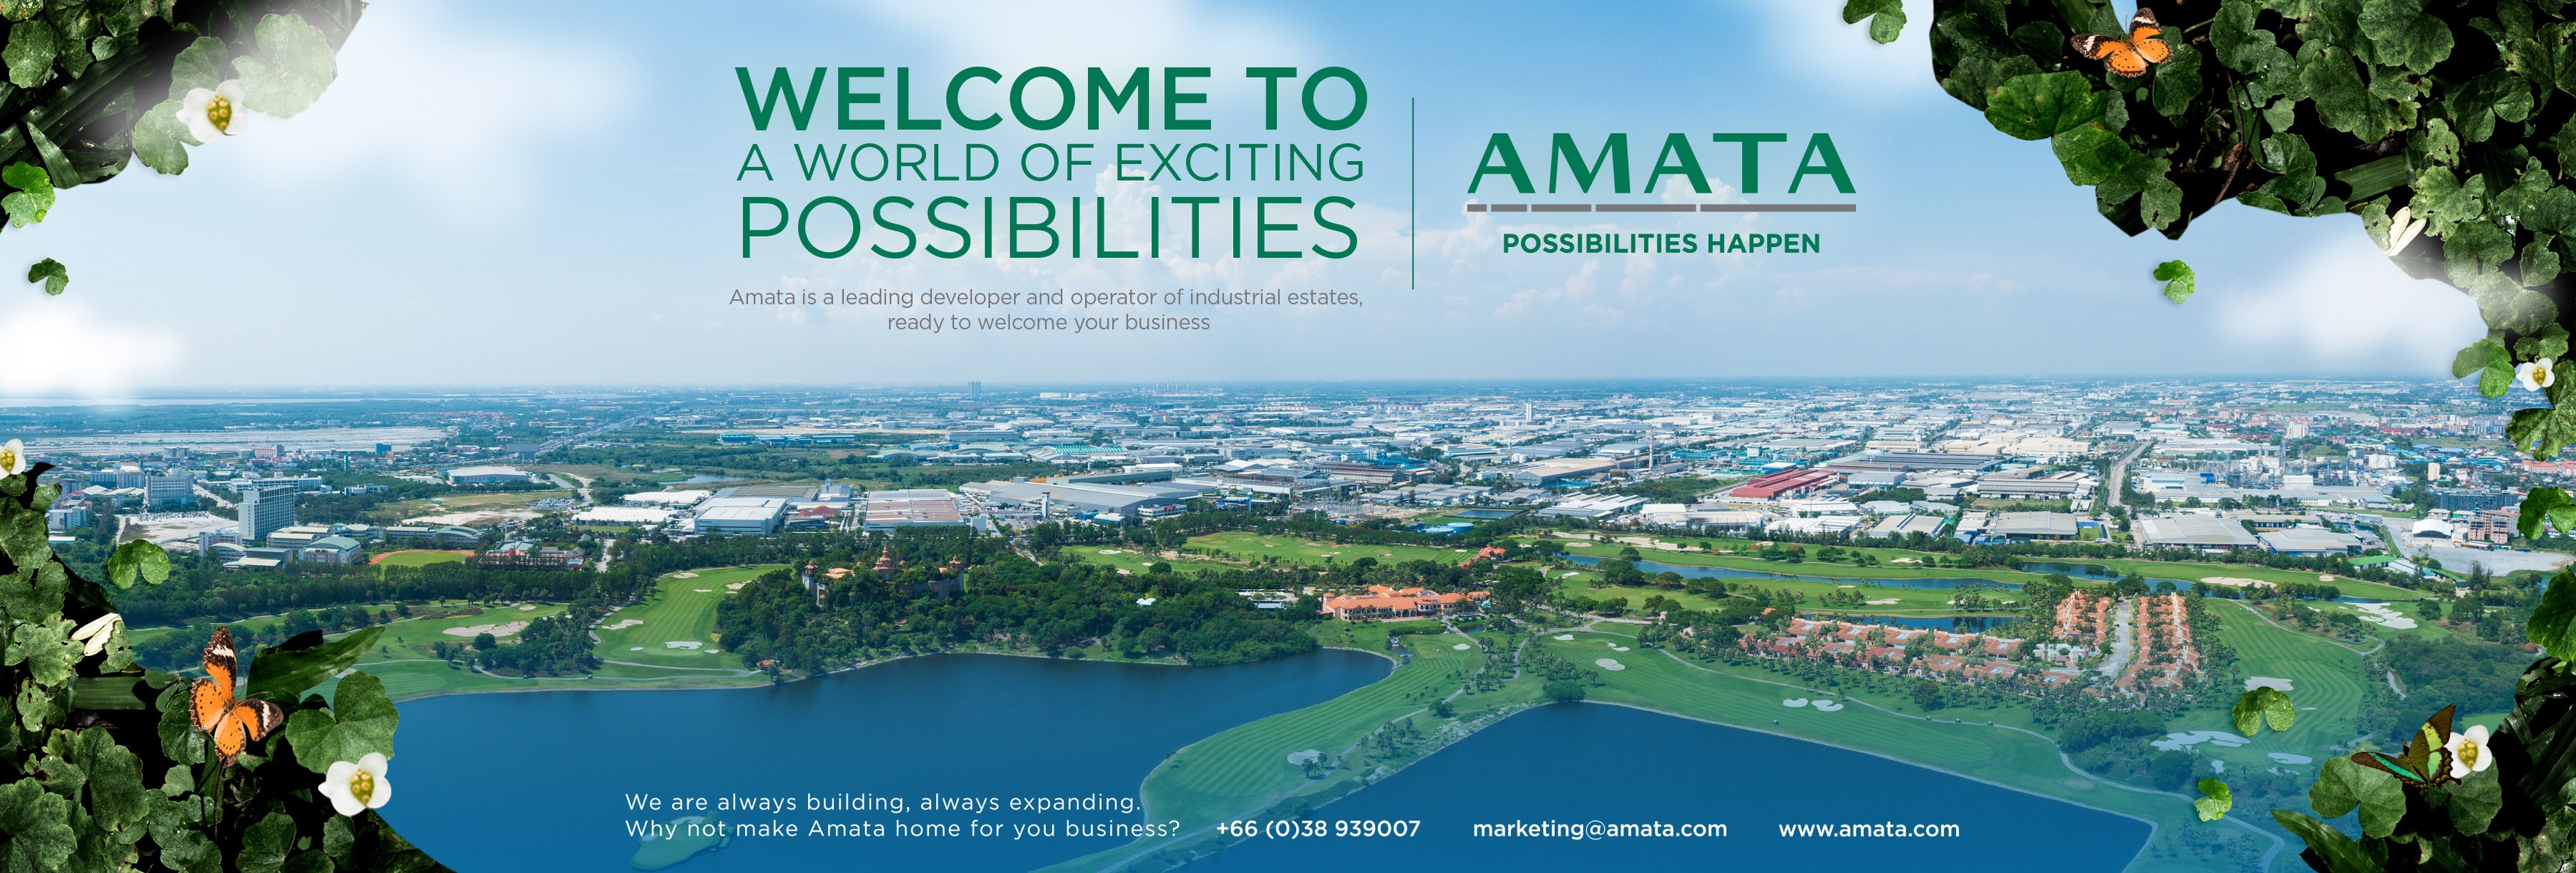 WELCOME TO
A WORLD OF EXCITING
POSSIBILITIES
Amata is a leading developer and operator of industrial estates,
ready to welcome your business
AMATA
POSSIBILITIES HAPPEN
We are always building, always expanding.
Why not make Amata home for you business?
+66 (0)38 939007
marketing@amata.com
www.amata.com